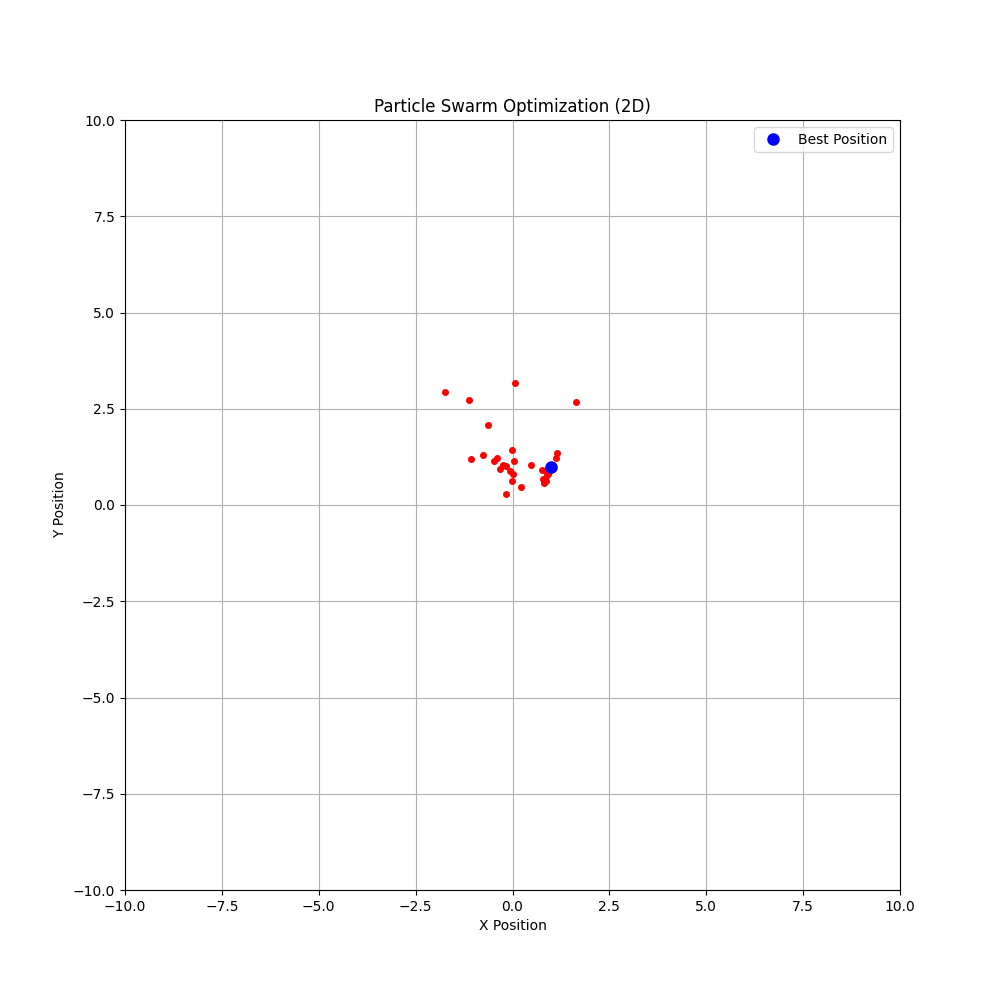 Particle Swarm Optimization (2D)
Best Position
10.0
7.5
5.0
2.5
0.0
−2.5
−5.0
−7.5
−10.0
Y Position
−10.0 −7.5 −5.0 −2.5 0.0 2.5 5.0 7.5 10.0
X Position